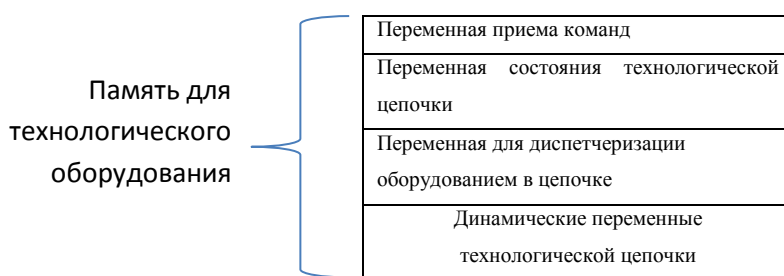 Память для
технологического
оборудования
Переменная приема команд
Переменная состояния технологической
цепочки
Переменная для диспетчеризации
оборудованием в цепочке
Динамические переменные
технологической цепочки